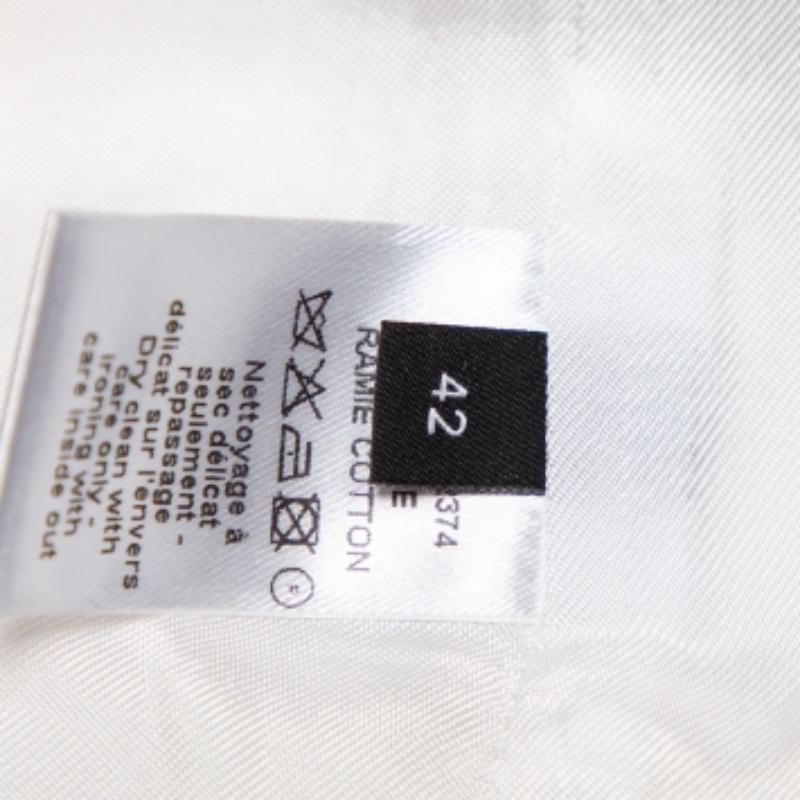 42
374
E
RAMIE COTTON
Nettoyage à
sec délicat
seulement -
repassage
délicat sur l'envers
Dry clean with
care only -
ironing with
care inside out